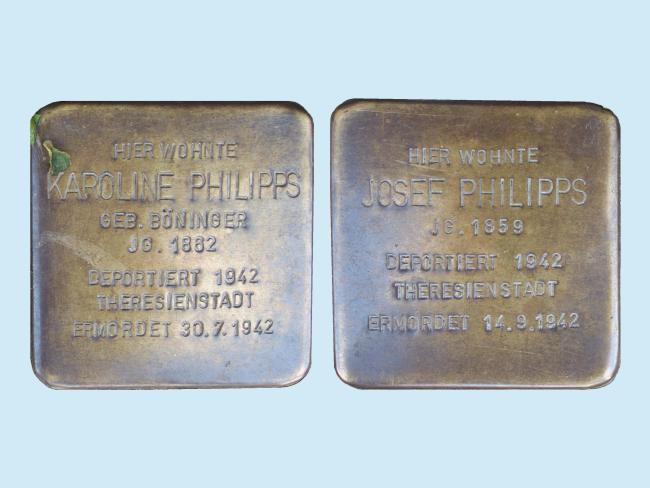 HIER WOHNTE
KAROLINE PHILIPPS
GEB. BÖNINGER
JG. 1862
DEPORTIERT 1942
THERESIENSTADT
ERMORDET 30.7.1942
HIER WOHNTE
JOSEF PHILIPPS
JG. 1859
DEPORTIERT 1942
THERESIENSTADT
ERMORDET 14.9.1942